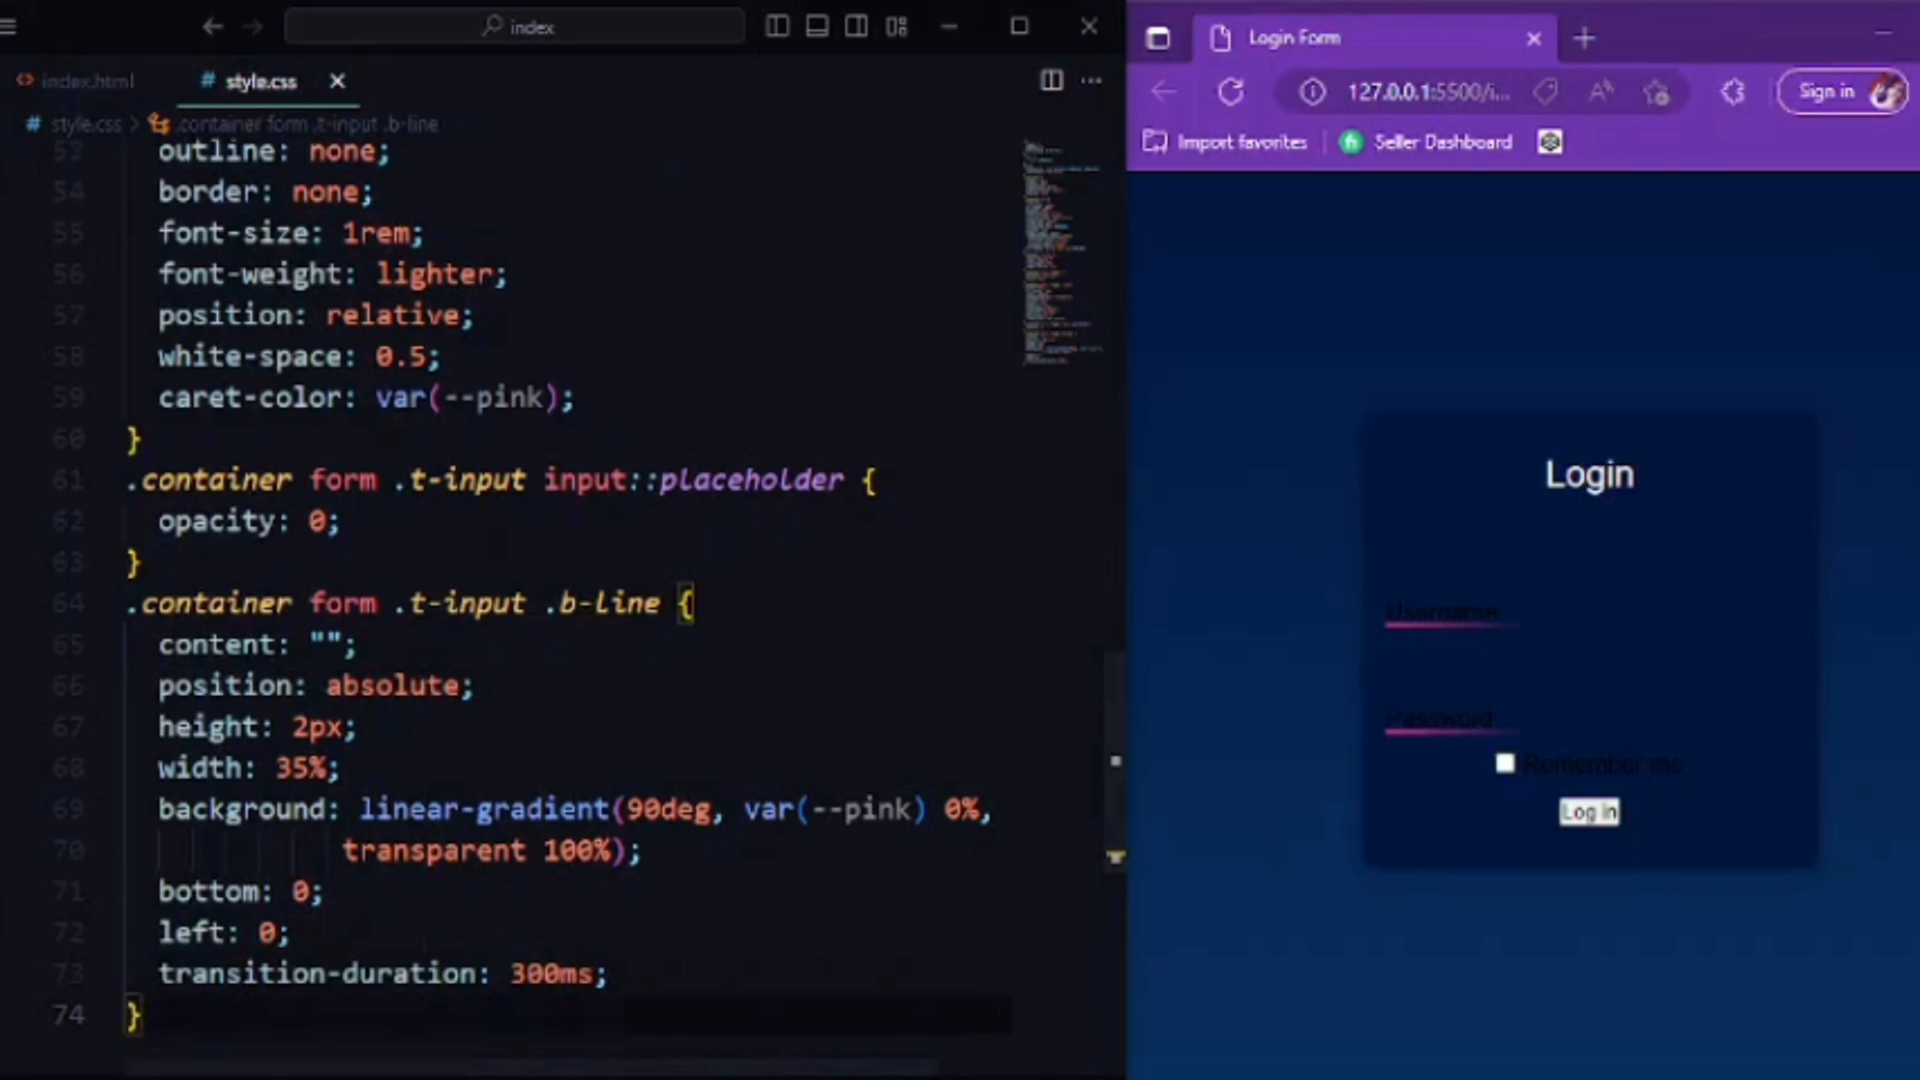 index
index.html
# style.css
# style.css > .container form .t-input .b-line
53 outline: none;
54 border: none;
55 font-size: 1rem;
56 font-weight: lighter;
57 position: relative;
58 white-space: 0.5;
59 caret-color: var(--pink);
60 }
61 .container form .t-input input::placeholder {
62 opacity: 0;
63 }
64 .container form .t-input .b-line {
65 content: "";
66 position: absolute;
67 height: 2px;
68 width: 35%;
69 background: linear-gradient(90deg, var(--pink) 0%,
70 transparent 100%);
71 bottom: 0;
72 left: 0;
73 transition-duration: 300ms;
74 }
Login Form
127.0.0.1:5500/i...
Sign in
Import favorites
Seller Dashboard
Login
Username
Password
Remember me
Log in